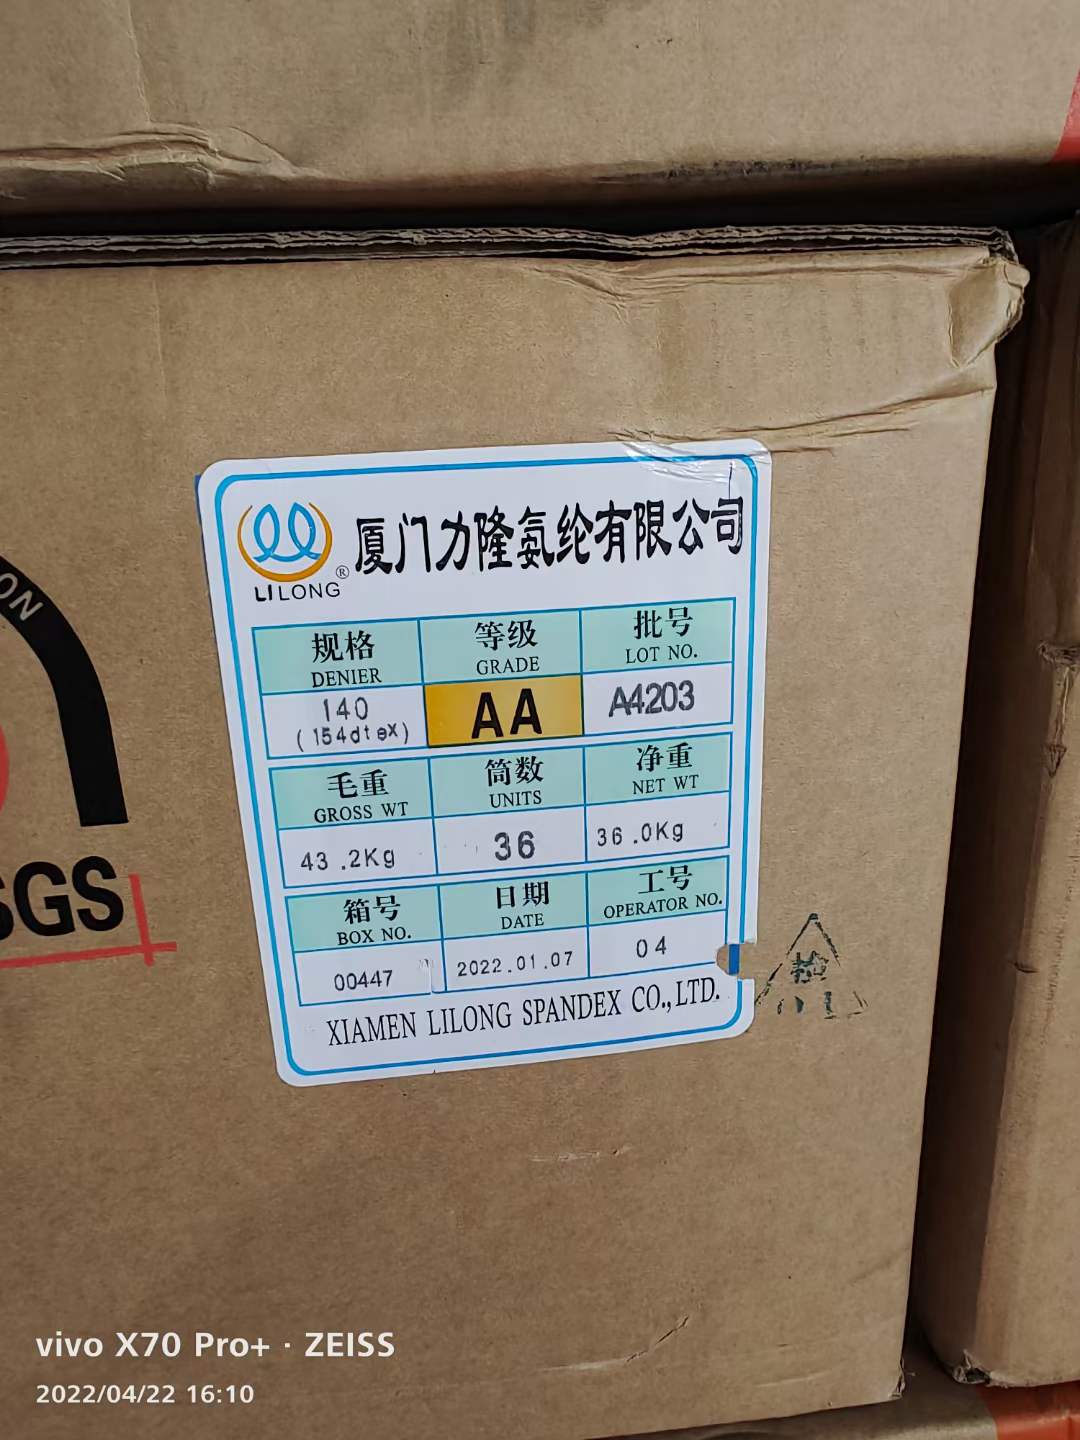 ON
SGS
LILONG®
厦门力隆氨纶有限公司
规格 等级 批号
DENIER GRADE LOT NO.
140 AA A4203
(154dtex)
毛重 筒数 净重
GROSS WT UNITS NET WT
43.2Kg 36 36.0Kg
箱号 日期 工号
BOX NO. DATE OPERATOR NO.
00447 2022.01.07 04
XIAMEN LILONG SPANDEX CO.,LTD.
检
vivo X70 Pro+ · ZEISS
2022/04/22 16:10